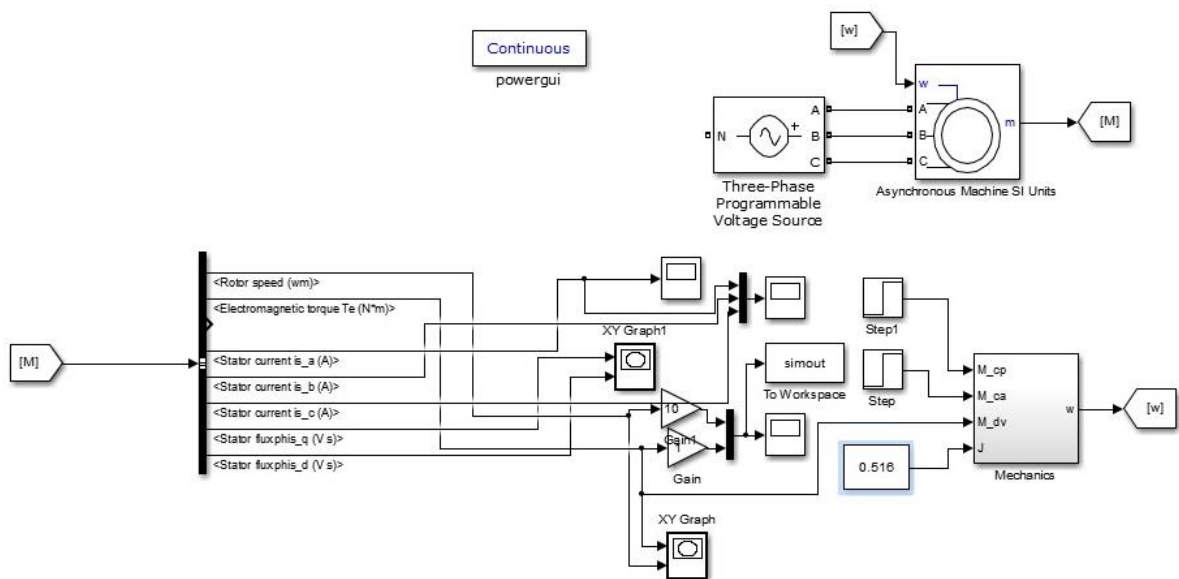 Continuous
powergui
[w]
w
A
B
C
m
[M]
N
+
A
B
C
Three-Phase
Programmable
Voltage Source
Asynchronous Machine SI Units
[M]
<Rotor speed (wm)>
<Electromagnetic torque Te (N*m)>
<Stator current is_a (A)>
<Stator current is_b (A)>
<Stator current is_c (A)>
<Stator fluxphis_q (V s)>
<Stator fluxphis_d (V s)>
XY Graph1
10
Gain1
1
Gain
XY Graph
simout
To Workspace
Step1
Step
M_cp
M_ca
M_dv
J
w
Mechanics
0.516
[w]